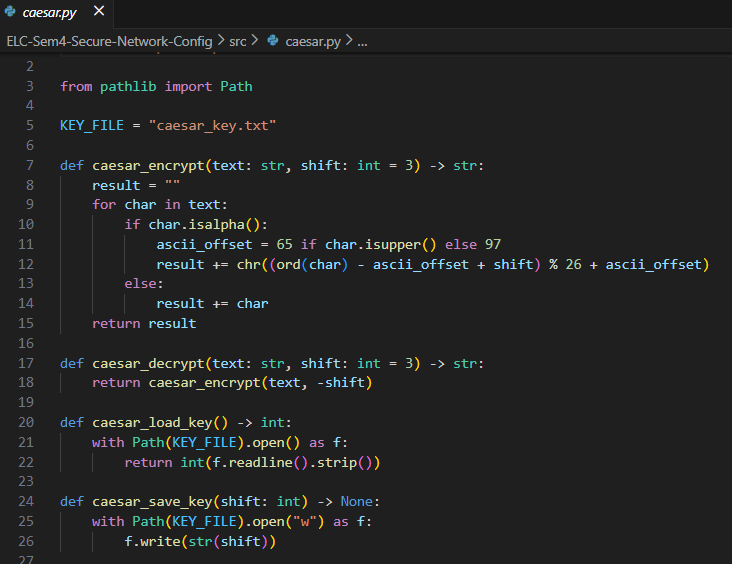 caesar.py ×
ELC-Sem4-Secure-Network-Config > src > caesar.py > ...
2
3 from pathlib import Path
4
5 KEY_FILE = "caesar_key.txt"
6
7 def caesar_encrypt(text: str, shift: int = 3) -> str:
8     result = ""
9     for char in text:
10         if char.isalpha():
11             ascii_offset = 65 if char.isupper() else 97
12             result += chr((ord(char) - ascii_offset + shift) % 26 + ascii_offset)
13         else:
14             result += char
15     return result
16
17 def caesar_decrypt(text: str, shift: int = 3) -> str:
18     return caesar_encrypt(text, -shift)
19
20 def caesar_load_key() -> int:
21     with Path(KEY_FILE).open() as f:
22         return int(f.readline().strip())
23
24 def caesar_save_key(shift: int) -> None:
25     with Path(KEY_FILE).open("w") as f:
26         f.write(str(shift))
27